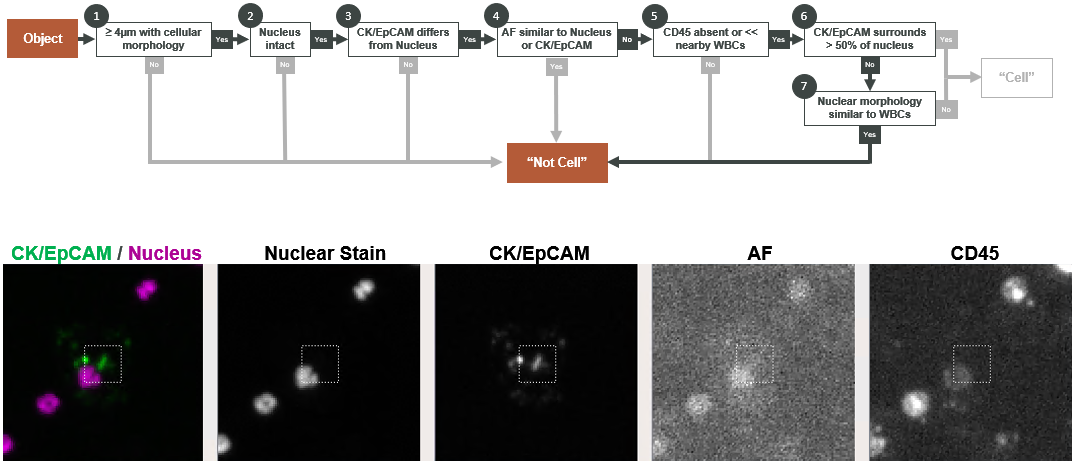 1
2
3
4
5
6
Object
≥ 4µm with cellular
morphology
Yes
Nucleus
intact
Yes
CK/EpCAM differs
from Nucleus
Yes
AF similar to Nucleus
or CK/EpCAM
No
CD45 absent or <<
nearby WBCs
Yes
CK/EpCAM surrounds
> 50% of nucleus
Yes
No
No
No
Yes
No
No
"Cell"
7
Nuclear morphology
similar to WBCs
No
Yes
"Not Cell"
CK/EpCAM / Nucleus
Nuclear Stain
CK/EpCAM
AF
CD45